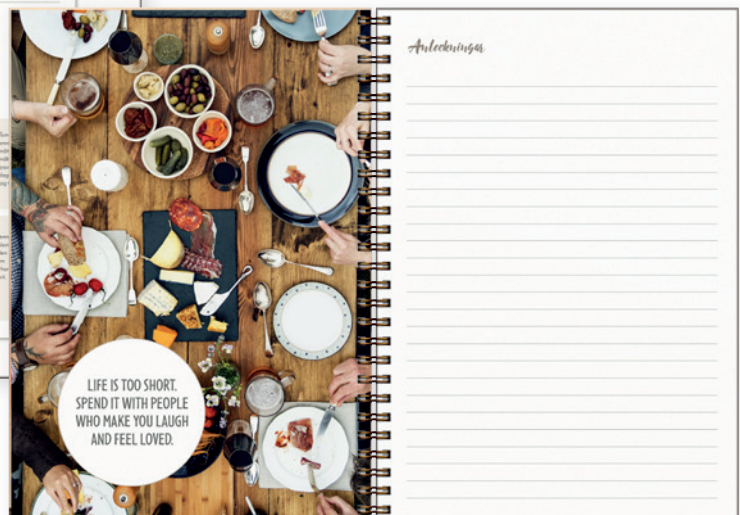 LIFE IS TOO SHORT.
SPEND IT WITH PEOPLE
WHO MAKE YOU LAUGH
AND FEEL LOVED.
Anteckningar